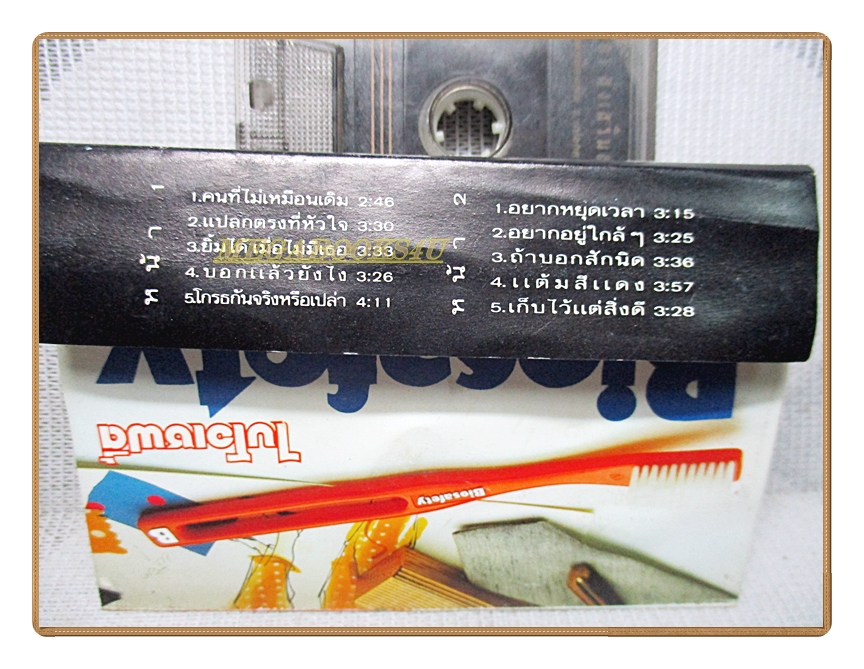 หน้า 1
1.คนที่ไม่เหมือนเดิม 2:46
2.แปลกตรงที่หัวใจ 3:30
3.ยิ้มได้เมื่อไม่มีเธอ 3:33
4.บอกแล้วยังไง 3:26
5.โกรธกันจริงหรือเปล่า 4:11
หน้า 2
1.อยากหยุดเวลา 3:15
2.อยากอยู่ใกล้ๆ 3:25
3.ถ้าบอกสักนิด 3:36
4.แต้มสีแดง 3:57
5.เก็บไว้แต่สิ่งดี 3:28
Biosafety
ไบโอเซฟตี้
Biosafety